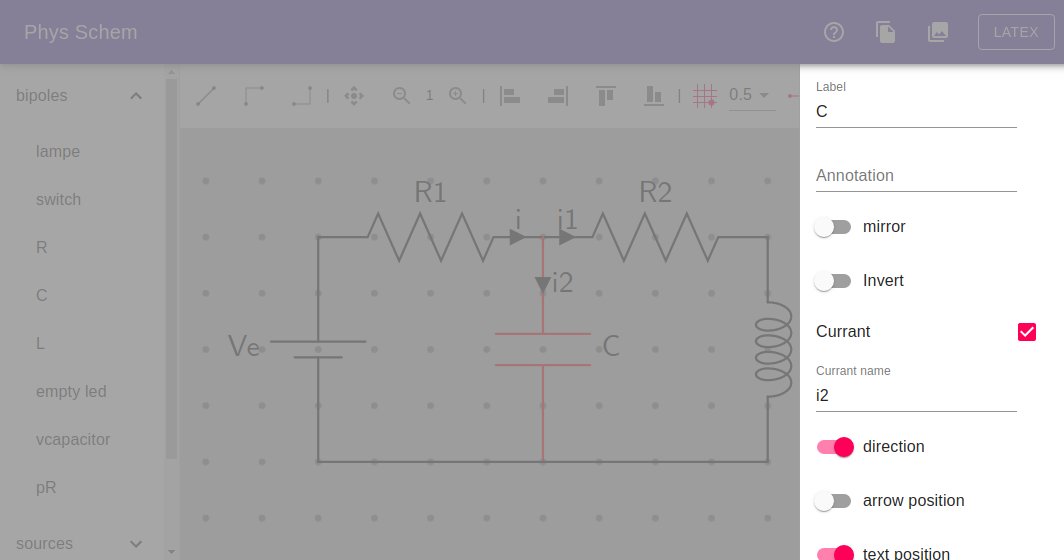 Phys Schem
LATEX
bipoles
lampe
switch
R
C
L
empty led
vcapacitor
pR
sources
1
0.5
R1
i
i1
R2
i2
Ve
C
Label
C
Annotation
mirror
Invert
Currant
Currant name
i2
direction
arrow position
text position